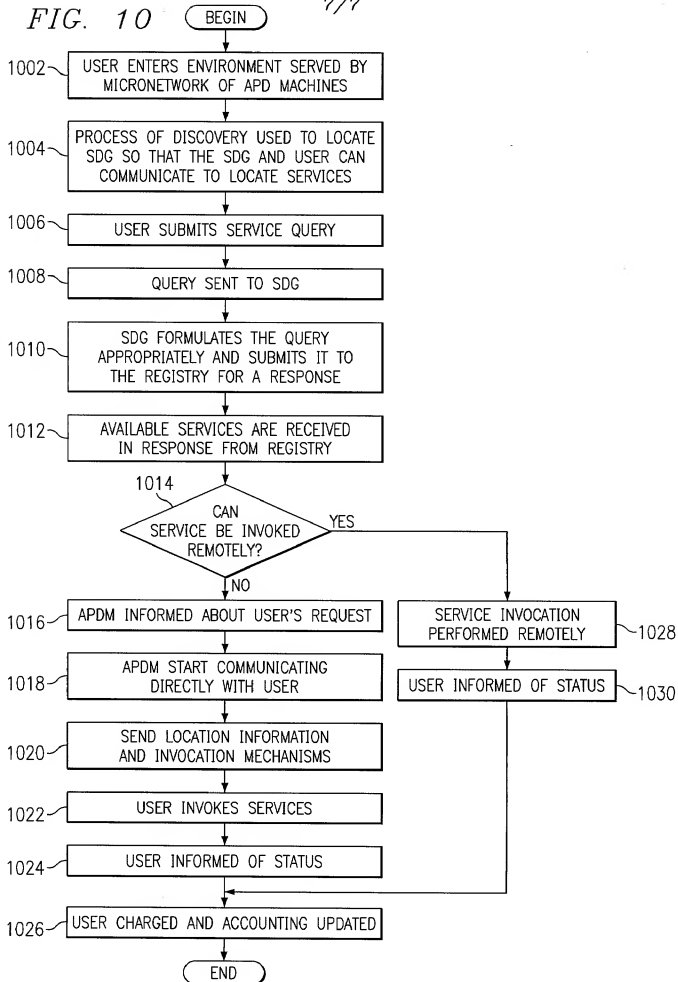 FIG. 10
7/7
BEGIN
1002
USER ENTERS ENVIRONMENT SERVED BY
MICRONETWORK OF APD MACHINES
1004
PROCESS OF DISCOVERY USED TO LOCATE
SDG SO THAT THE SDG AND USER CAN
COMMUNICATE TO LOCATE SERVICES
1006
USER SUBMITS SERVICE QUERY
1008
QUERY SENT TO SDG
1010
SDG FORMULATES THE QUERY
APPROPRIATELY AND SUBMITS IT TO
THE REGISTRY FOR A RESPONSE
1012
AVAILABLE SERVICES ARE RECEIVED
IN RESPONSE FROM REGISTRY
1014
CAN
SERVICE BE INVOKED
REMOTELY?
YES
NO
1016
APDM INFORMED ABOUT USER'S REQUEST
1018
APDM START COMMUNICATING
DIRECTLY WITH USER
1020
SEND LOCATION INFORMATION
AND INVOCATION MECHANISMS
1022
USER INVOKES SERVICES
1024
USER INFORMED OF STATUS
SERVICE INVOCATION
PERFORMED REMOTELY
1028
USER INFORMED OF STATUS
1030
1026
USER CHARGED AND ACCOUNTING UPDATED
END